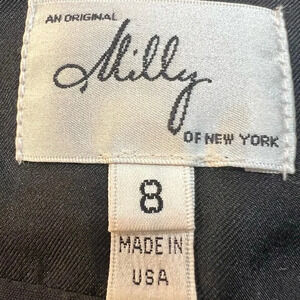 AN ORIGINAL
Milly
OF NEW YORK
8
MADE IN
USA